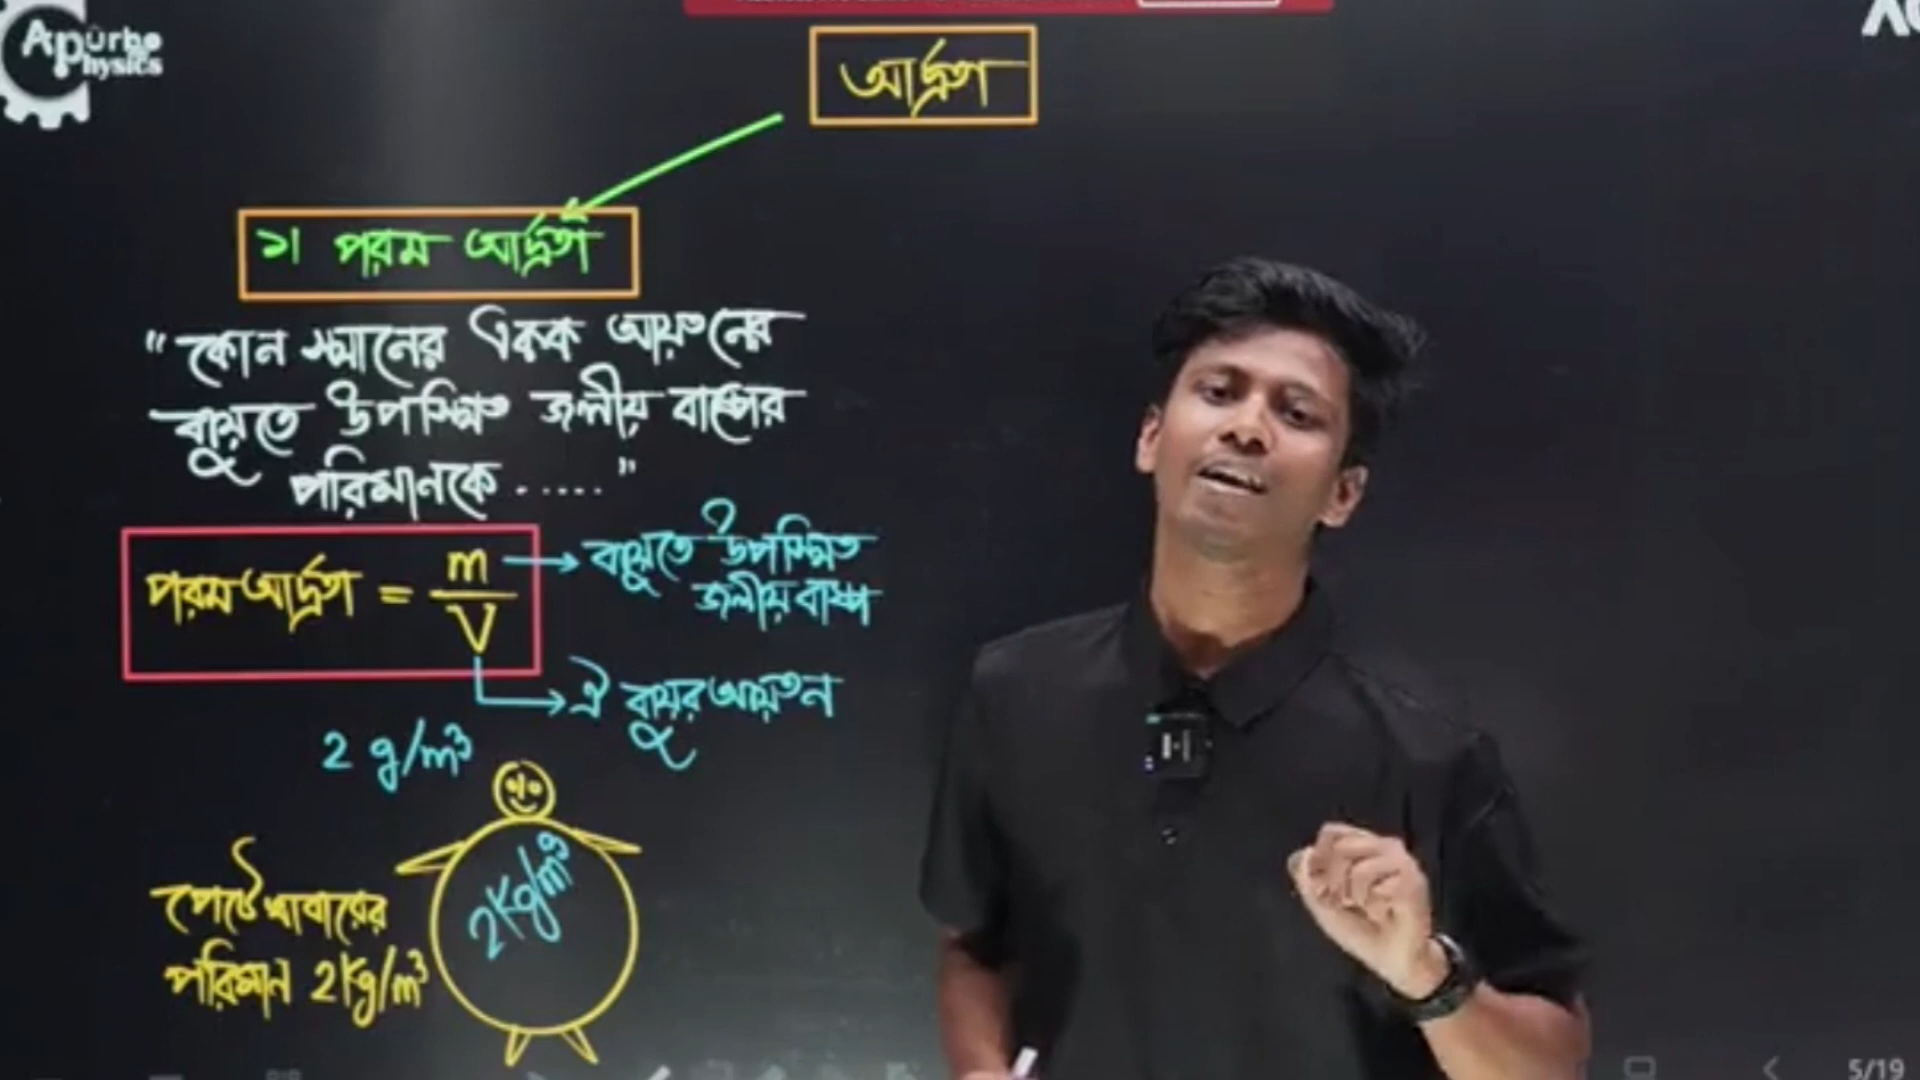 Apurbo
Physics
আর্দ্রতা
১। পরম আর্দ্রতা
"কোন স্থানের একক আয়তনের
বায়ুতে উপস্থিত জলীয় বাষ্পের
পরিমানকে ....."
পরম আর্দ্রতা = m/V
বায়ুতে উপস্থিত
জলীয় বাষ্প
ঐ বায়ুর আয়তন
2 g/m³
2Kg/m³
পেটে খাবারের
পরিমান 2Kg/m³
5/19